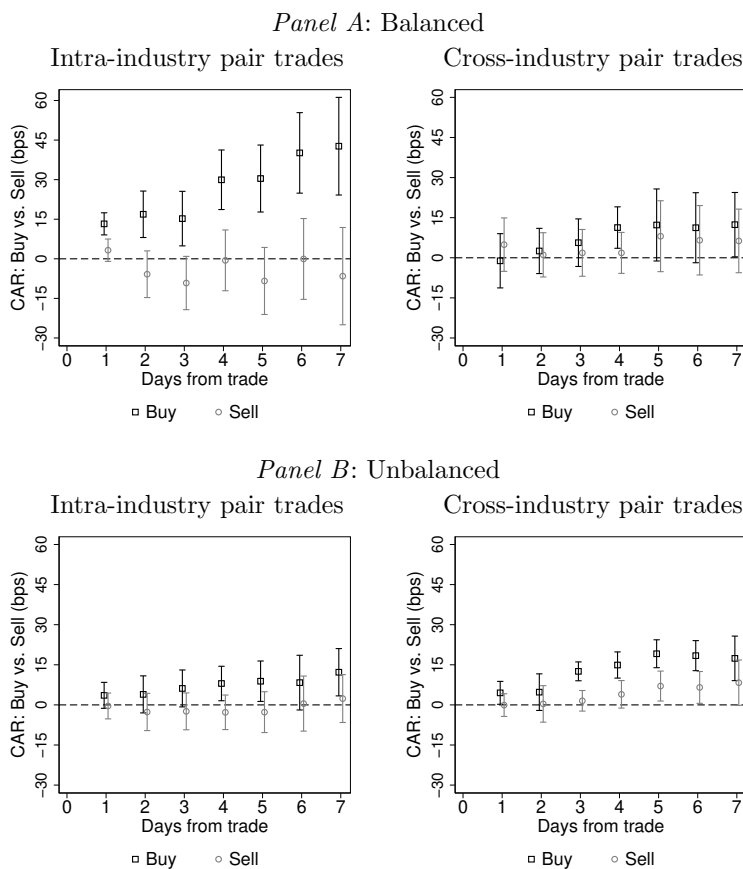 Panel A: Balanced
Intra-industry pair trades
CAR: Buy vs. Sell (bps)
60
45
30
15
0
−15
−30
0 1 2 3 4 5 6 7
Days from trade
Buy Sell
Cross-industry pair trades
CAR: Buy vs. Sell (bps)
60
45
30
15
0
−15
−30
0 1 2 3 4 5 6 7
Days from trade
Buy Sell
Panel B: Unbalanced
Intra-industry pair trades
CAR: Buy vs. Sell (bps)
60
45
30
15
0
−15
−30
0 1 2 3 4 5 6 7
Days from trade
Buy Sell
Cross-industry pair trades
CAR: Buy vs. Sell (bps)
60
45
30
15
0
−15
−30
0 1 2 3 4 5 6 7
Days from trade
Buy Sell